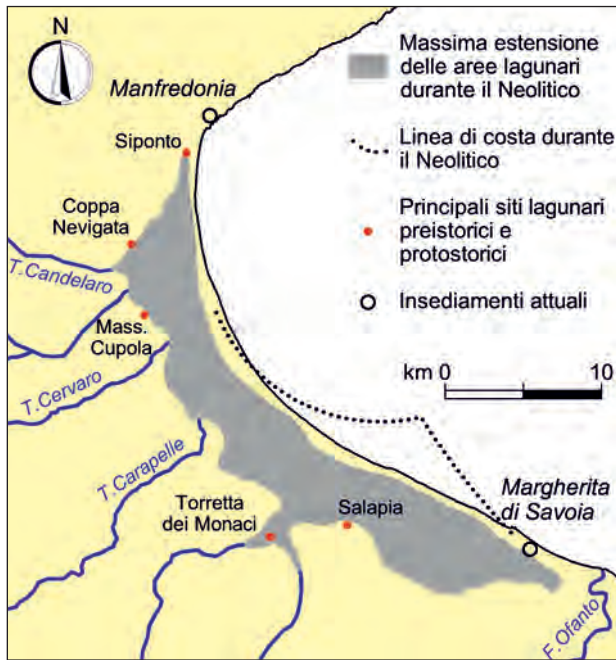 N
Manfredonia
Siponto
Coppa
Nevigata
T.Candelaro
Mass.
Cupola
T.Cervaro
T.Carapelle
Torretta
dei Monaci
Salapia
Margherita
di Savoia
F.Ofanto
Massima estensione
delle aree lagunari
durante il Neolitico
Linea di costa durante
il Neolitico
Principali siti lagunari
preistorici e
protostorici
Insediamenti attuali
km 0 10